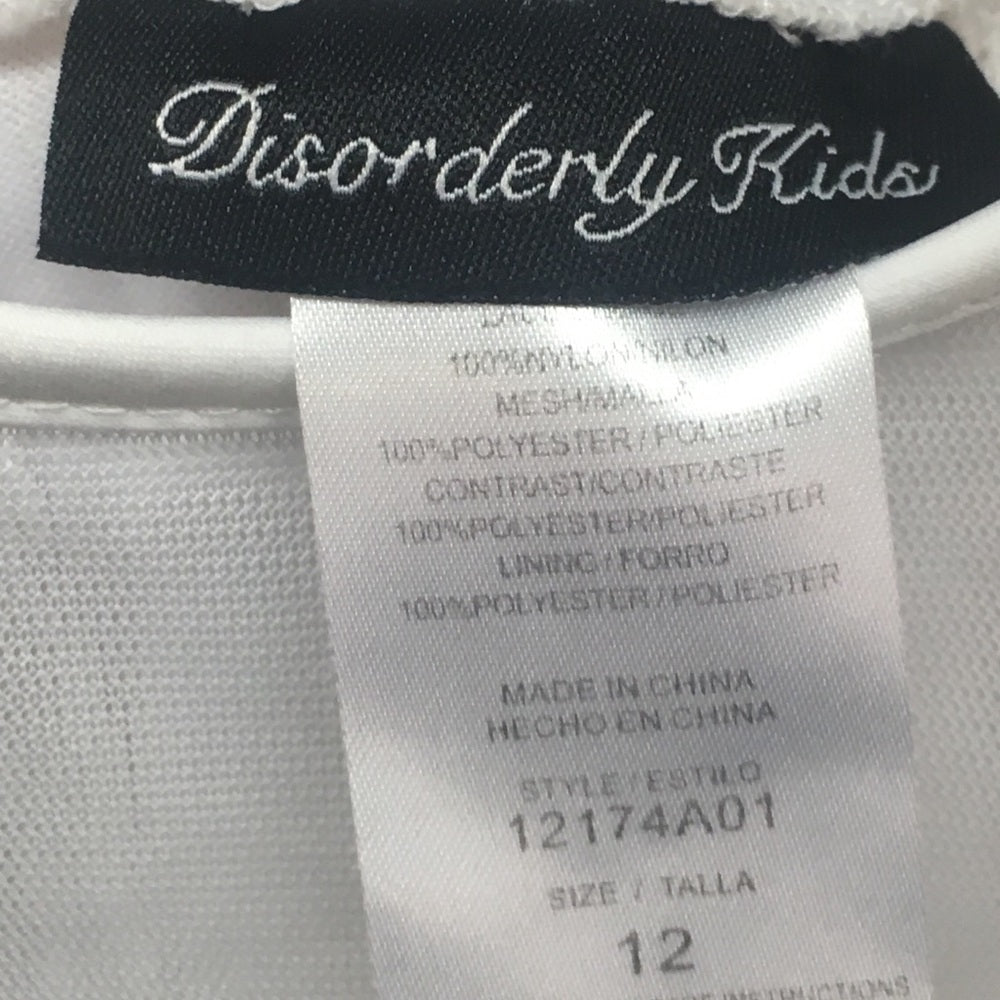 Disorderly Kids
100%NYLON/NILON
MESH/MALLA
100%POLYESTER/POLIESTER
CONTRAST/CONTRASTE
100%POLYESTER/POLIESTER
LINING/FORRO
100%POLYESTER/POLIESTER
MADE IN CHINA
HECHO EN CHINA
STYLE/ESTILO
12174A01
SIZE / TALLA
12
INSTRUCTIONS